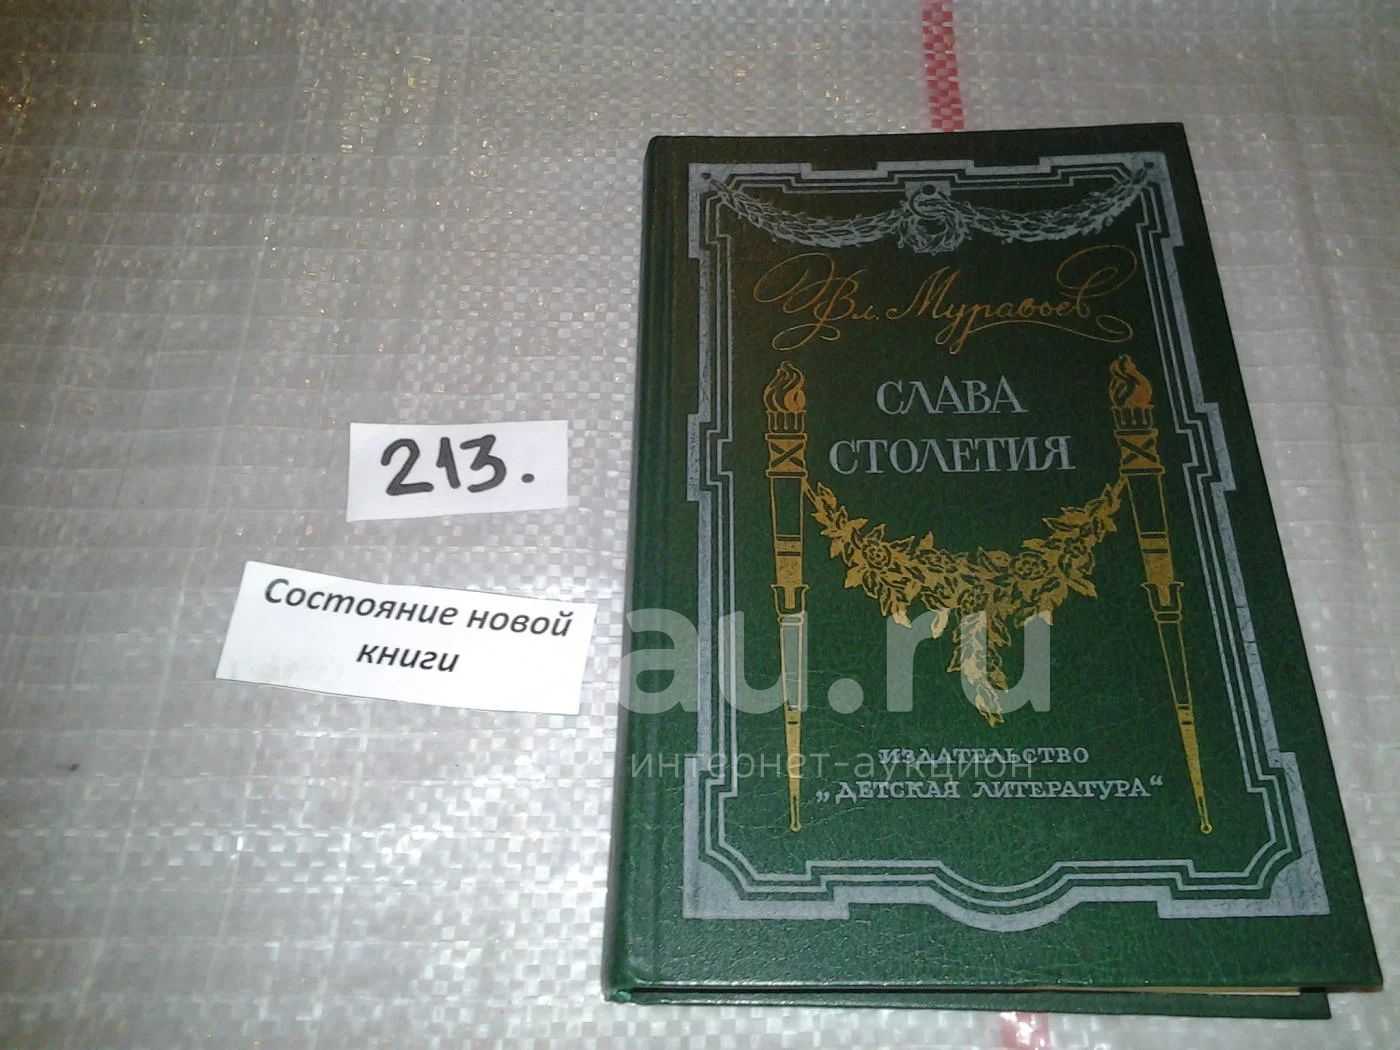 213.
Состояние новой
книги
Вл. Муравьев
СЛАВА
СТОЛЕТИЯ
ИЗДАТЕЛЬСТВО
„ДЕТСКАЯ ЛИТЕРАТУРА“
au.ru
интернет-аукцион